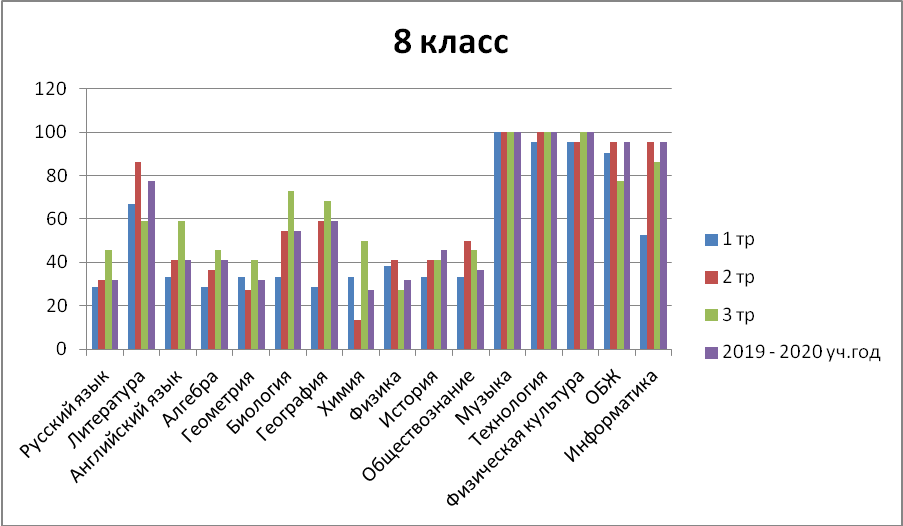 8 класс
120
100
80
60
40
20
0
1 тр
2 тр
3 тр
2019 - 2020 уч.год
Русский язык
Литература
Английский язык
Алгебра
Геометрия
Биология
География
Химия
Физика
История
Обществознание
Музыка
Технология
Физическая культура
ОБЖ
Информатика